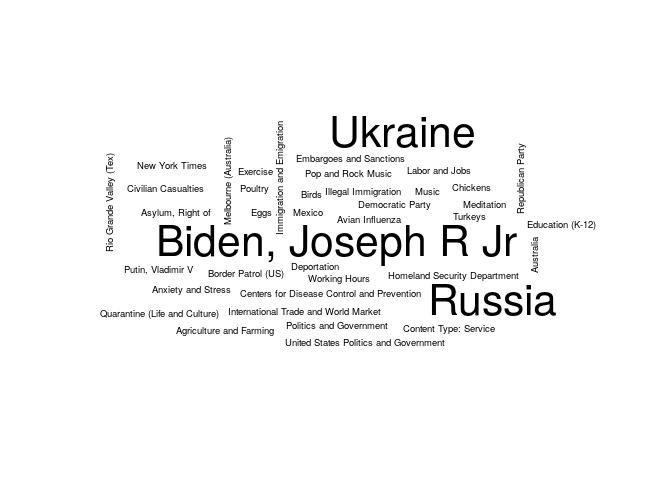 Ukraine
Rio Grande Valley (Tex)
Melbourne (Australia)
Immigration and Emigration
Republican Party
Embargoes and Sanctions
New York Times
Exercise
Pop and Rock Music
Labor and Jobs
Civilian Casualties
Poultry
Birds
Illegal Immigration
Music
Chickens
Democratic Party
Meditation
Asylum, Right of
Eggs
Mexico
Avian Influenza
Turkeys
Education (K-12)
Biden, Joseph R Jr
Australia
Putin, Vladimir V
Border Patrol (US)
Deportation
Working Hours
Homeland Security Department
Anxiety and Stress
Centers for Disease Control and Prevention
Russia
Quarantine (Life and Culture)
International Trade and World Market
Agriculture and Farming
Politics and Government
Content Type: Service
United States Politics and Government